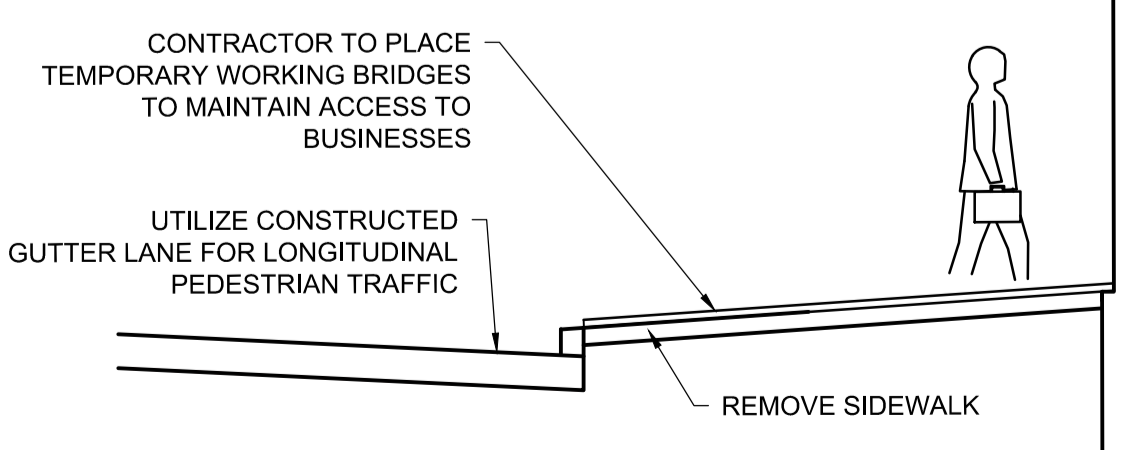 CONTRACTOR TO PLACE
TEMPORARY WORKING BRIDGES
TO MAINTAIN ACCESS TO
BUSINESSES
UTILIZE CONSTRUCTED
GUTTER LANE FOR LONGITUDINAL
PEDESTRIAN TRAFFIC
REMOVE SIDEWALK